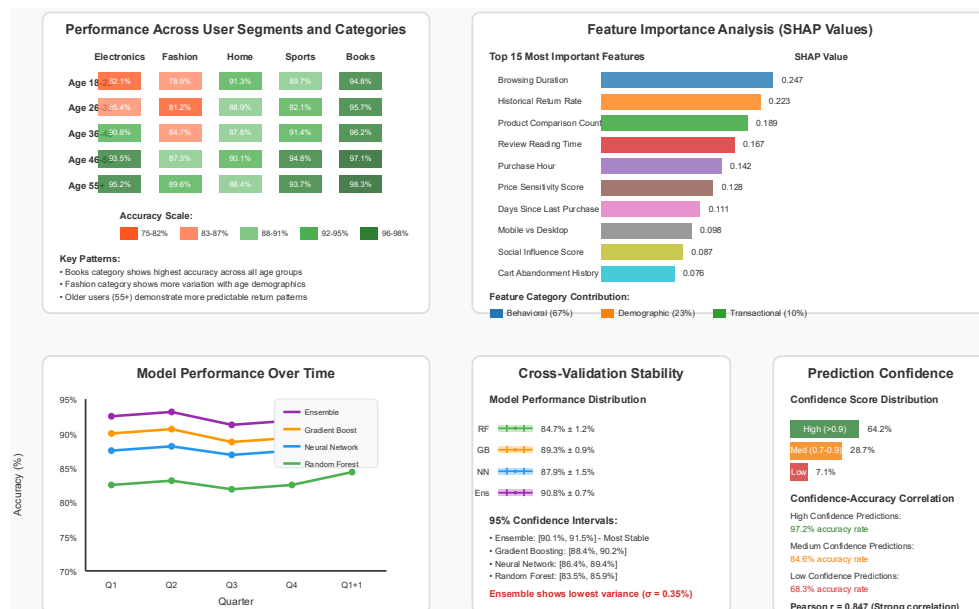 Performance Across User Segments and Categories
Electronics Fashion Home Sports Books
Age 18 82.1% 78.9% 91.3% 89.7% 94.8%
Age 26 85.4% 81.2% 88.9% 92.1% 95.7%
Age 36 90.8% 84.7% 87.6% 91.4% 96.2%
Age 46 93.5% 87.3% 90.1% 94.8% 97.1%
Age 55+ 95.2% 89.6% 88.4% 93.7% 98.3%
Accuracy Scale:
75-82% 83-87% 88-91% 92-95% 96-98%
Key Patterns:
• Books category shows highest accuracy across all age groups
• Fashion category shows more variation with age demographics
• Older users (55+) demonstrate more predictable return patterns
Feature Importance Analysis (SHAP Values)
Top 15 Most Important Features SHAP Value
Browsing Duration 0.247
Historical Return Rate 0.223
Product Comparison Count 0.189
Review Reading Time 0.167
Purchase Hour 0.142
Price Sensitivity Score 0.128
Days Since Last Purchase 0.111
Mobile vs Desktop 0.098
Social Influence Score 0.087
Cart Abandonment History 0.076
Feature Category Contribution:
Behavioral (67%) Demographic (23%) Transactional (10%)
Model Performance Over Time
95%
90%
85%
80%
75%
70%
Accuracy (%)
Ensemble
Gradient Boost
Neural Network
Random Forest
Q1 Q2 Q3 Q4 Q1+1
Quarter
Cross-Validation Stability
Model Performance Distribution
RF 84.7% ± 1.2%
GB 89.3% ± 0.9%
NN 87.9% ± 1.5%
Ens 90.8% ± 0.7%
95% Confidence Intervals:
• Ensemble: [90.1%, 91.5%] - Most Stable
• Gradient Boosting: [88.4%, 90.2%]
• Neural Network: [86.4%, 89.4%]
• Random Forest: [83.5%, 85.9%]
Ensemble shows lowest variance (σ = 0.35%)
Prediction Confidence
Confidence Score Distribution
High (>0.9) 64.2%
Med (0.7-0.9) 28.7%
Low 7.1%
Confidence-Accuracy Correlation
High Confidence Predictions:
97.2% accuracy rate
Medium Confidence Predictions:
84.6% accuracy rate
Low Confidence Predictions:
68.3% accuracy rate
Pearson r = 0.847 (Strong correlation)